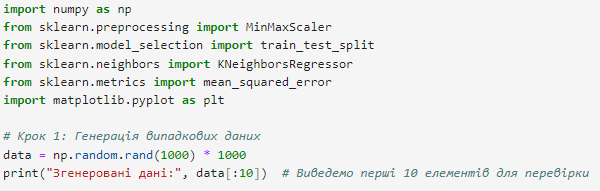 import numpy as np
from sklearn.preprocessing import MinMaxScaler
from sklearn.model_selection import train_test_split
from sklearn.neighbors import KNeighborsRegressor
from sklearn.metrics import mean_squared_error
import matplotlib.pyplot as plt
# Крок 1: Генерація випадкових даних
data = np.random.rand(1000) * 1000
print("Згенеровані дані:", data[:10])  # Виведемо перші 10 елементів для перевірки